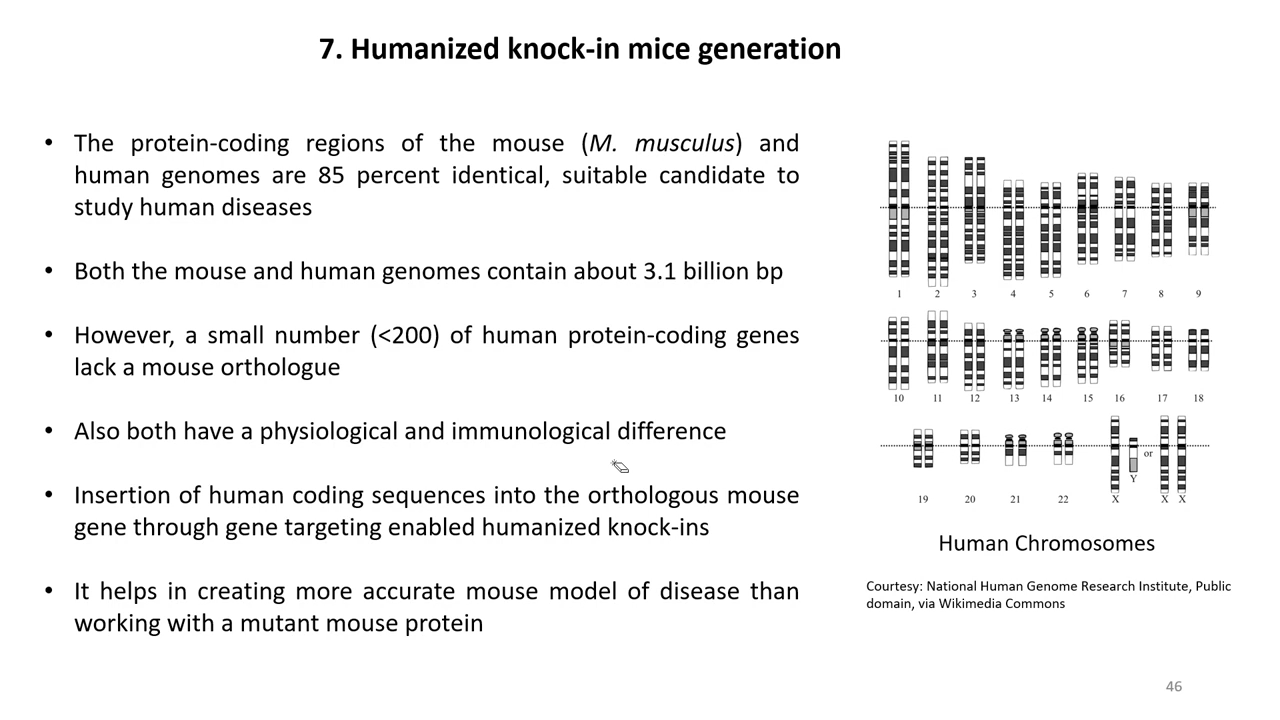 7. Humanized knock-in mice generation
• The protein-coding regions of the mouse (M. musculus) and
human genomes are 85 percent identical, suitable candidate to
study human diseases
• Both the mouse and human genomes contain about 3.1 billion bp
• However, a small number (<200) of human protein-coding genes
lack a mouse orthologue
• Also both have a physiological and immunological difference
• Insertion of human coding sequences into the orthologous mouse
gene through gene targeting enabled humanized knock-ins
• It helps in creating more accurate mouse model of disease than
working with a mutant mouse protein
1 2 3 4 5 6 7 8 9
10 11 12 13 14 15 16 17 18
or
Y
19 20 21 22 X X X
Human Chromosomes
Courtesy: National Human Genome Research Institute, Public
domain, via Wikimedia Commons
46